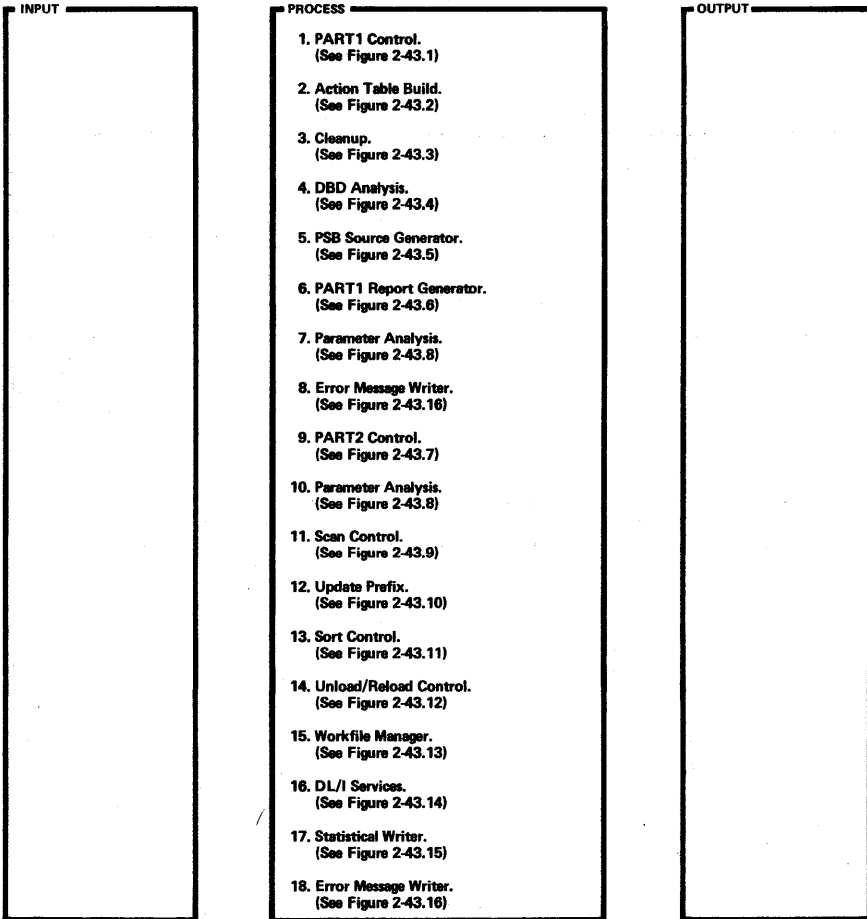 INPUT
PROCESS
OUTPUT
1. PART1 Control.
(See Figure 2-43.1)
2. Action Table Build.
(See Figure 2-43.2)
3. Cleanup.
(See Figure 2-43.3)
4. DBD Analysis.
(See Figure 2-43.4)
5. PSB Source Generator.
(See Figure 2-43.5)
6. PART1 Report Generator.
(See Figure 2-43.6)
7. Parameter Analysis.
(See Figure 2-43.8)
8. Error Message Writer.
(See Figure 2-43.16)
9. PART2 Control.
(See Figure 2-43.7)
10. Parameter Analysis.
(See Figure 2-43.8)
11. Scan Control.
(See Figure 2-43.9)
12. Update Prefix.
(See Figure 2-43.10)
13. Sort Control.
(See Figure 2-43.11)
14. Unload/Reload Control.
(See Figure 2-43.12)
15. Workfile Manager.
(See Figure 2-43.13)
16. DL/I Services.
(See Figure 2-43.14)
17. Statistical Writer.
(See Figure 2-43.15)
18. Error Message Writer.
(See Figure 2-43.16)